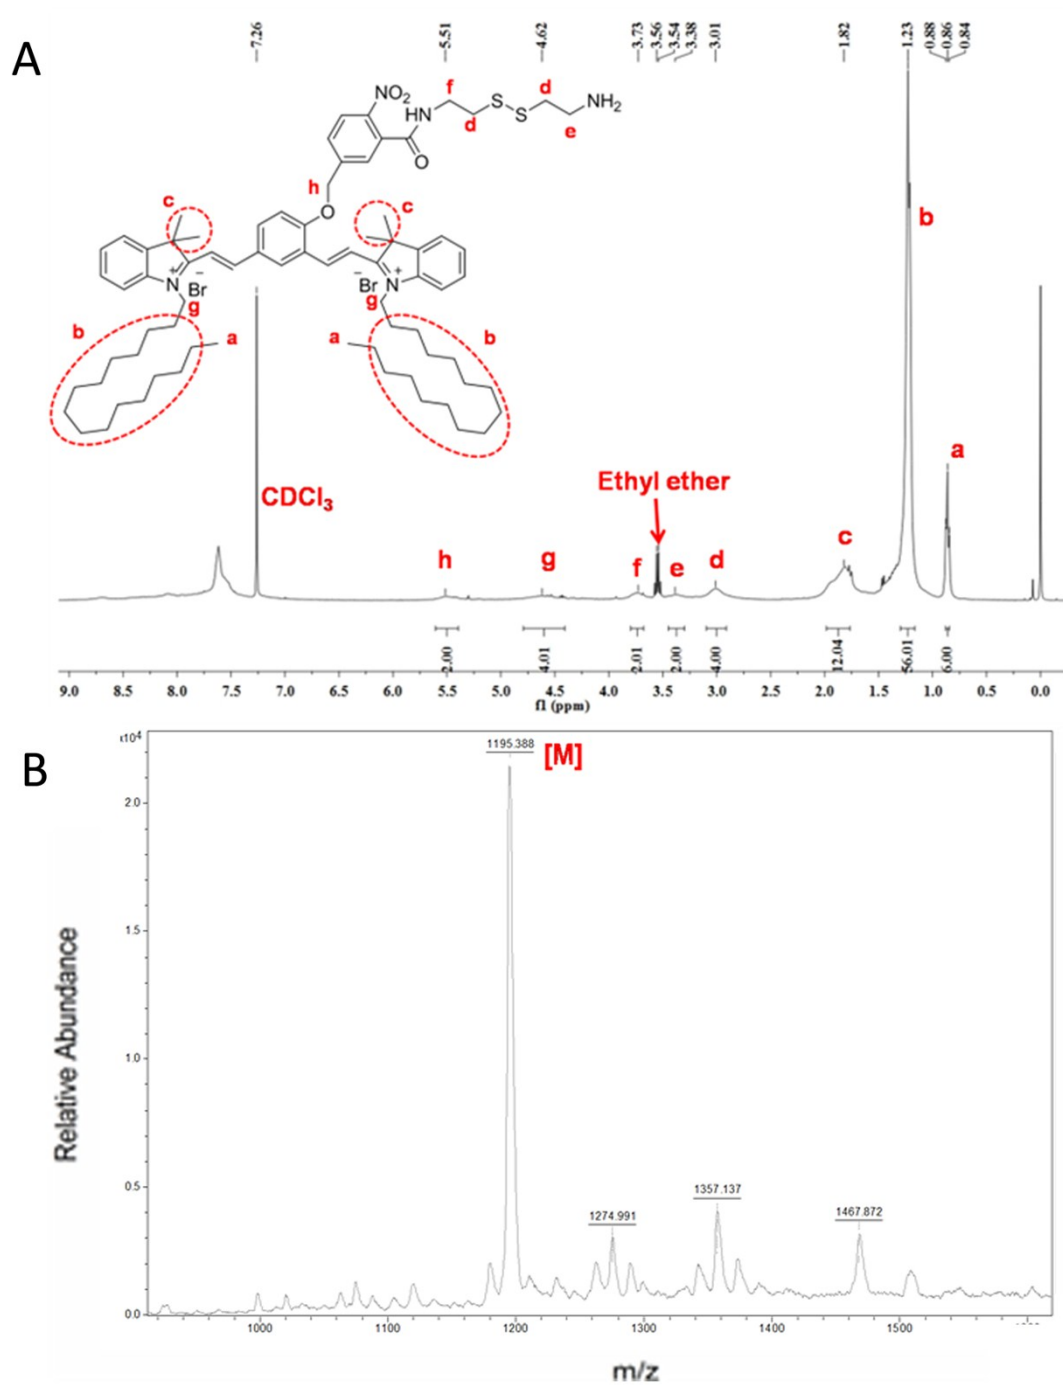 A
7.26
5.51
4.62
3.73
3.56
3.54
3.38
3.01
1.82
1.23
0.88
0.86
0.84
NO2
f
d
HN
S
S
NH2
d
e
O
h
O
c
c
N
+
−
Br
g
N
+
−
Br
g
b
a
a
b
CDCl3
Ethyl ether
h
g
f
e
d
c
b
a
2.00
4.01
2.01
2.00
4.00
12.04
56.01
6.00
9.0 8.5 8.0 7.5 7.0 6.5 6.0 5.5 5.0 4.5 4.0 3.5 3.0 2.5 2.0 1.5 1.0 0.5 0.0
f1 (ppm)
B
x10^4
1195.388
[M]
2.0
1.5
1.0
0.5
0.0
1274.991
1357.137
1467.872
Relative Abundance
1000 1100 1200 1300 1400 1500
m/z